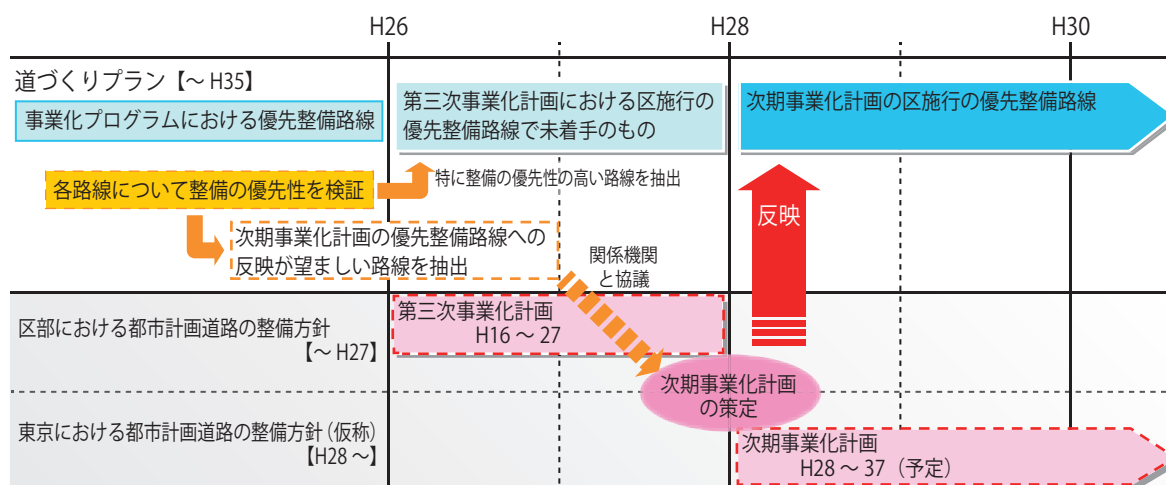 H26
H28
H30
道づくりプラン【～ H35】
事業化プログラムにおける優先整備路線
第三次事業化計画における区施行の
優先整備路線で未着手のもの
次期事業化計画の区施行の優先整備路線
各路線について整備の優先性を検証
特に整備の優先性の高い路線を抽出
次期事業化計画の優先整備路線への
反映が望ましい路線を抽出
関係機関
と協議
反映
区部における都市計画道路の整備方針
【～ H27】
第三次事業化計画
H16 ～ 27
次期事業化計画
の策定
東京における都市計画道路の整備方針（仮称）
【H28 ～】
次期事業化計画
H28 ～ 37（予定）